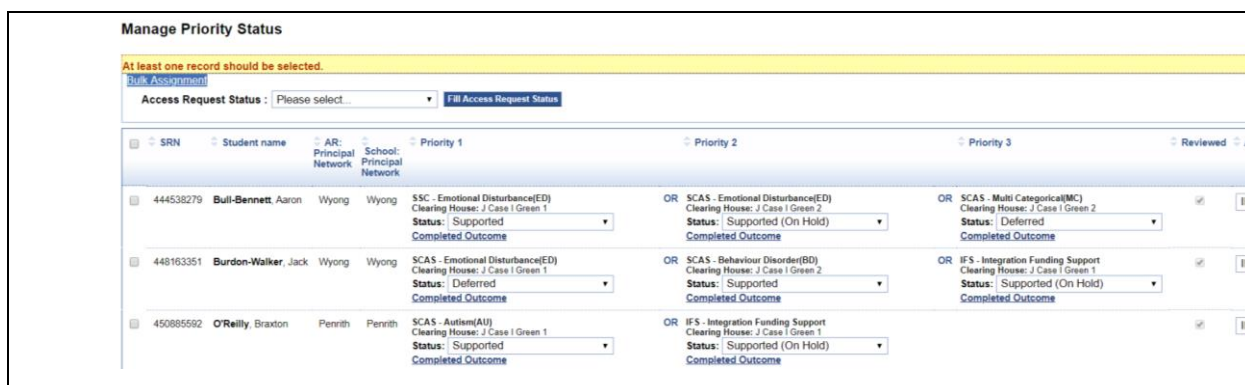 Manage Priority Status
At least one record should be selected.
Bulk Assignment
Access Request Status : Please select... Fill Access Request Status
SRN Student name AR: Principal Network School: Principal Network Priority 1 Priority 2 Priority 3 Reviewed
444538279 Bull-Bennett, Aaron Wyong Wyong SSC - Emotional Disturbance(ED) OR SCAS - Emotional Disturbance(ED) OR SCAS - Multi Categorical(MC)
Clearing House: J Case I Green 1 Clearing House: J Case I Green 2 Clearing House: J Case I Green 2
Status: Supported Status: Supported (On Hold) Status: Deferred
Completed Outcome Completed Outcome Completed Outcome
448163351 Burdon-Walker, Jack Wyong Wyong SCAS - Emotional Disturbance(ED) OR SCAS - Behaviour Disorder(BD) OR IFS - Integration Funding Support
Clearing House: J Case I Green 1 Clearing House: J Case I Green 2 Clearing House: J Case I Green 1
Status: Deferred Status: Supported Status: Supported (On Hold)
Completed Outcome Completed Outcome Completed Outcome
450885592 O'Reilly, Braxton Penrith Penrith SCAS - Autism(AU) OR IFS - Integration Funding Support
Clearing House: J Case I Green 1 Clearing House: J Case I Green 1
Status: Supported Status: Supported (On Hold)
Completed Outcome Completed Outcome